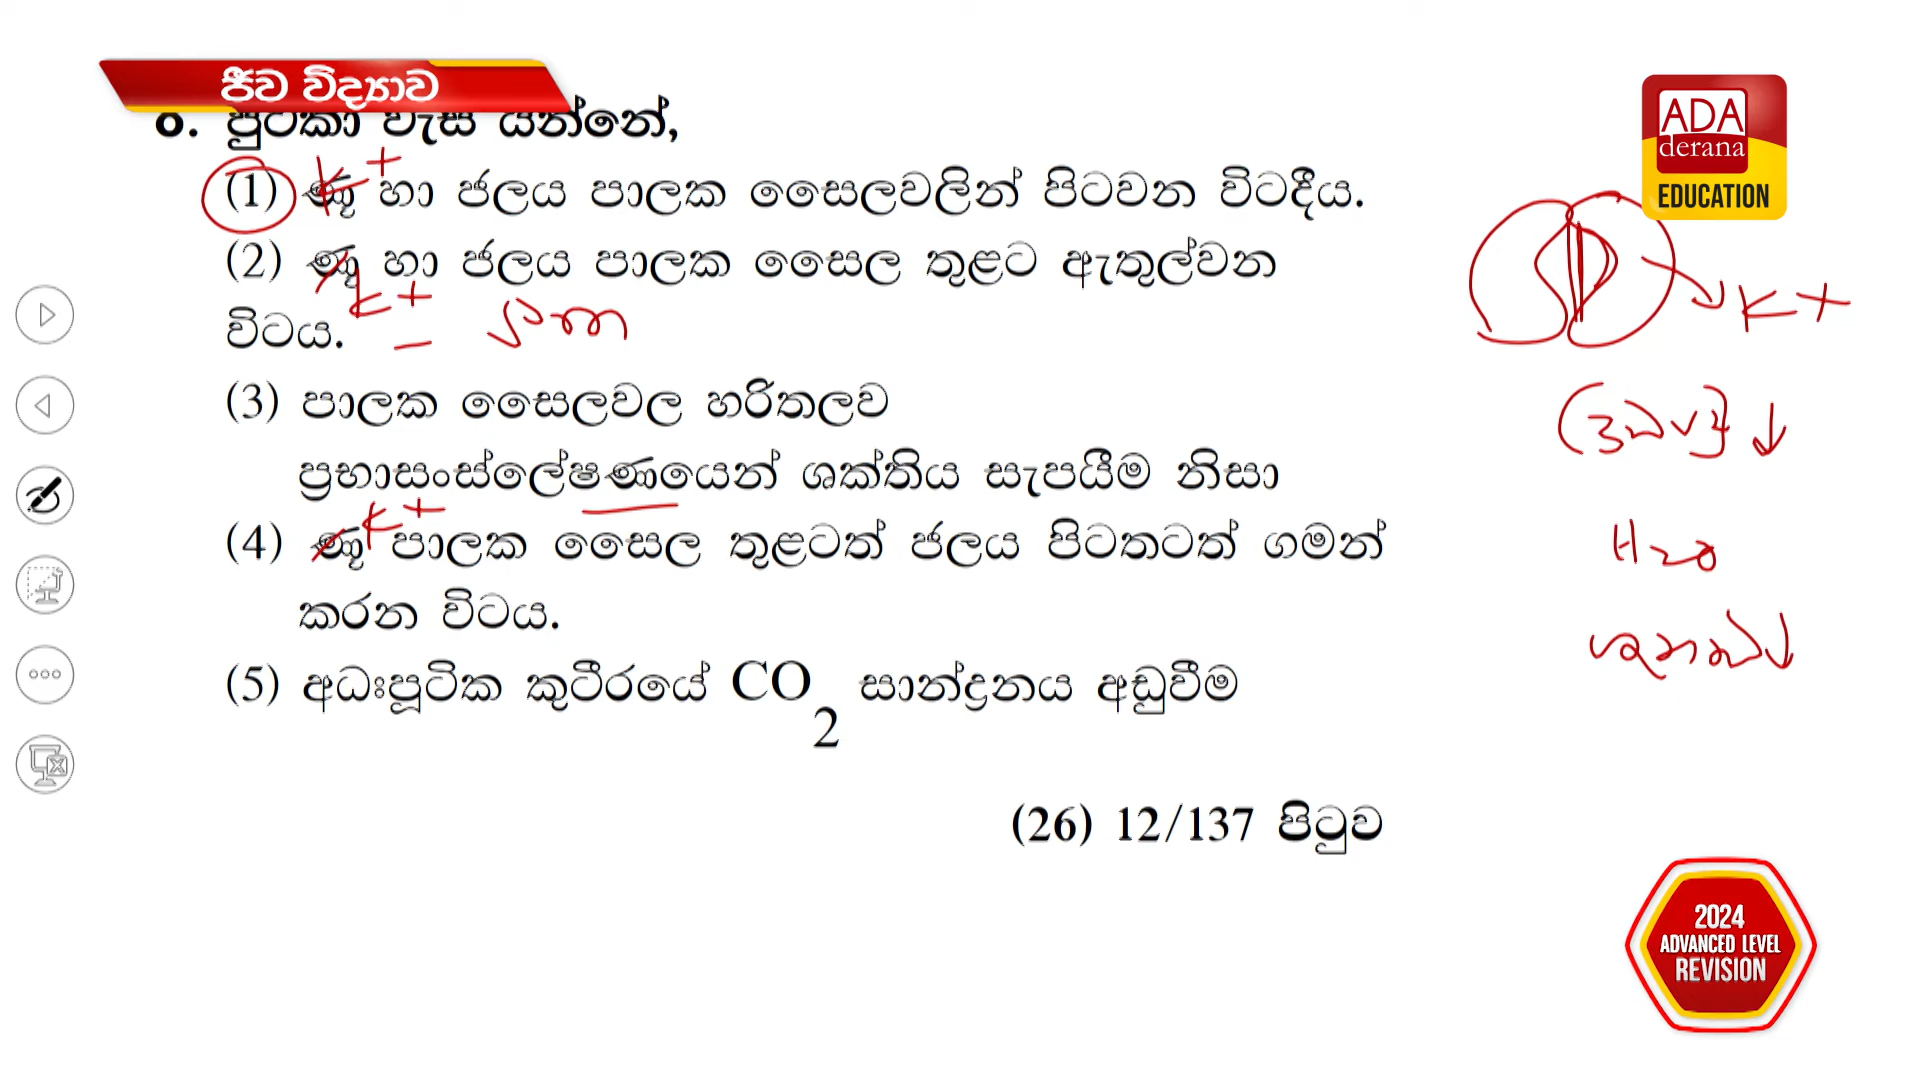 ජීව විද්‍යාව
ADA
derana
EDUCATION
පුටිකා වැසී යන්නේ,
(1) K+ හා ජලය පාලක සෛලවලින් පිටවන විටදීය.
(2) ණු හා ජලය පාලක සෛල තුළට ඇතුල්වන
K+
විටය.
K+
(3) පාලක සෛලවල හරිතලව
ප්‍රභාසංස්ලේෂණයෙන් ශක්තිය සැපයීම නිසා
K+
(4) ණු පාලක සෛල තුළටත් ජලය පිටතටත් ගමන්
H2O
කරන විටය.
(5) අධඃපූටික කුටීරයේ CO2 සාන්ද්‍රනය අඩුවීම
(26) 12/137 පිටුව
2024
ADVANCED LEVEL
REVISION